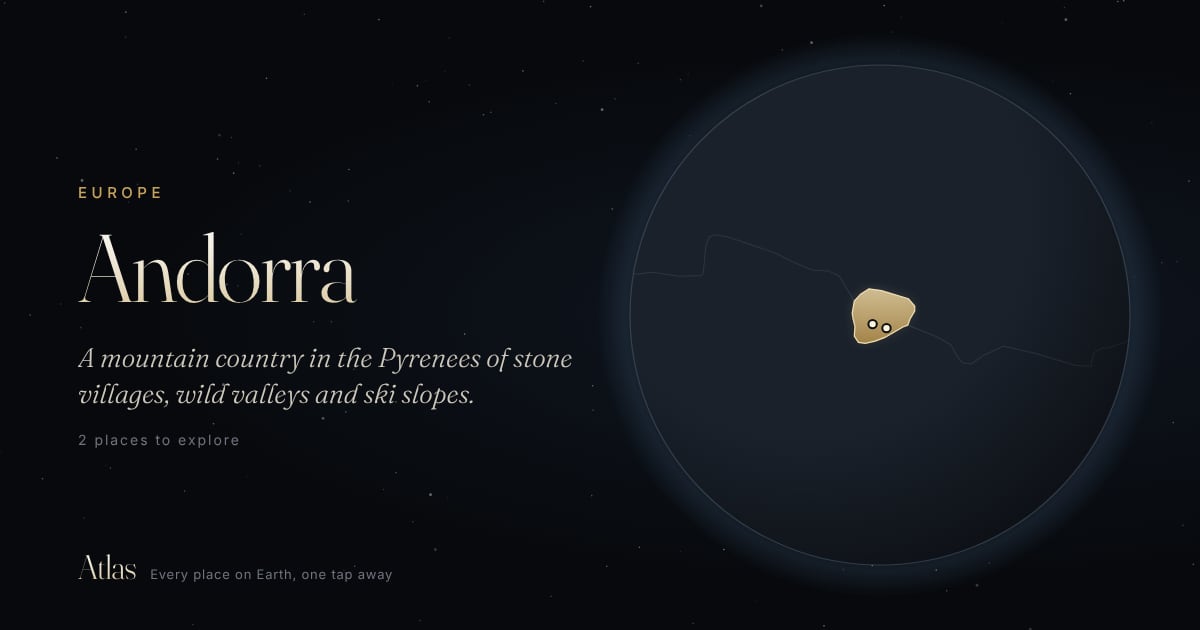 EUROPE
Andorra
A mountain country in the Pyrenees of stone
villages, wild valleys and ski slopes.
2 places to explore
Atlas Every place on Earth, one tap away